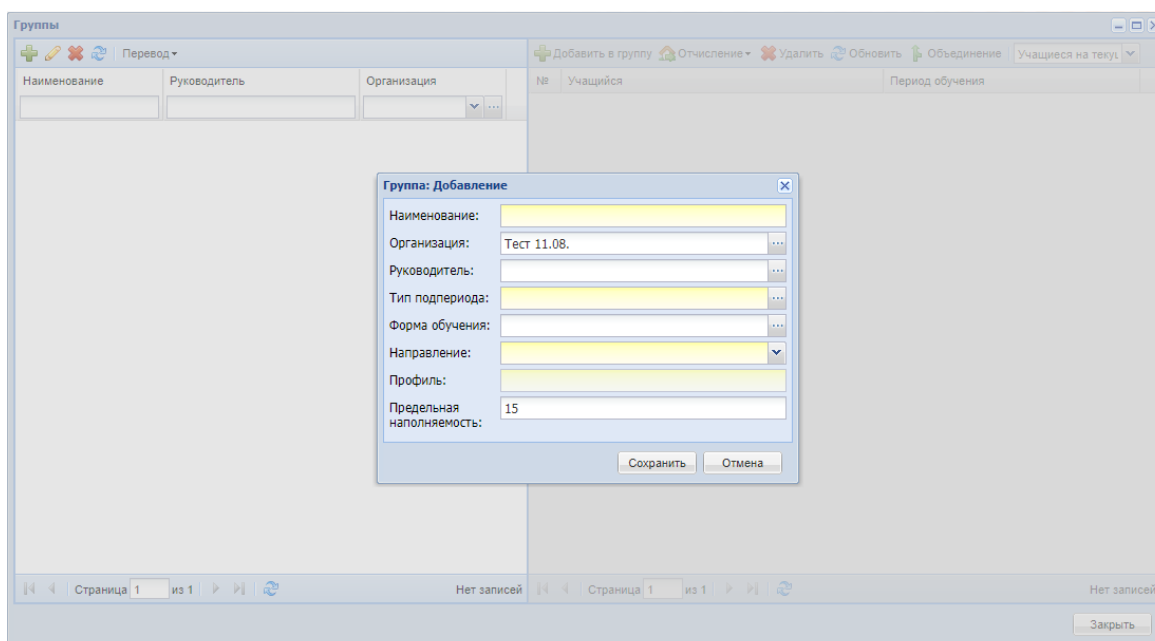 Группы
Перевод
Добавить в группу Отчисление Удалить Обновить Объединение Учащиеся на текущ
Наименование Руководитель Организация № Учащийся Период обучения
Группа: Добавление
Наименование:
Организация: Тест 11.08.
Руководитель:
Тип подпериода:
Форма обучения:
Направление:
Профиль:
Предельная наполняемость: 15
Сохранить Отмена
Страница 1 из 1 Нет записей Страница 1 из 1 Нет записей
Закрыть